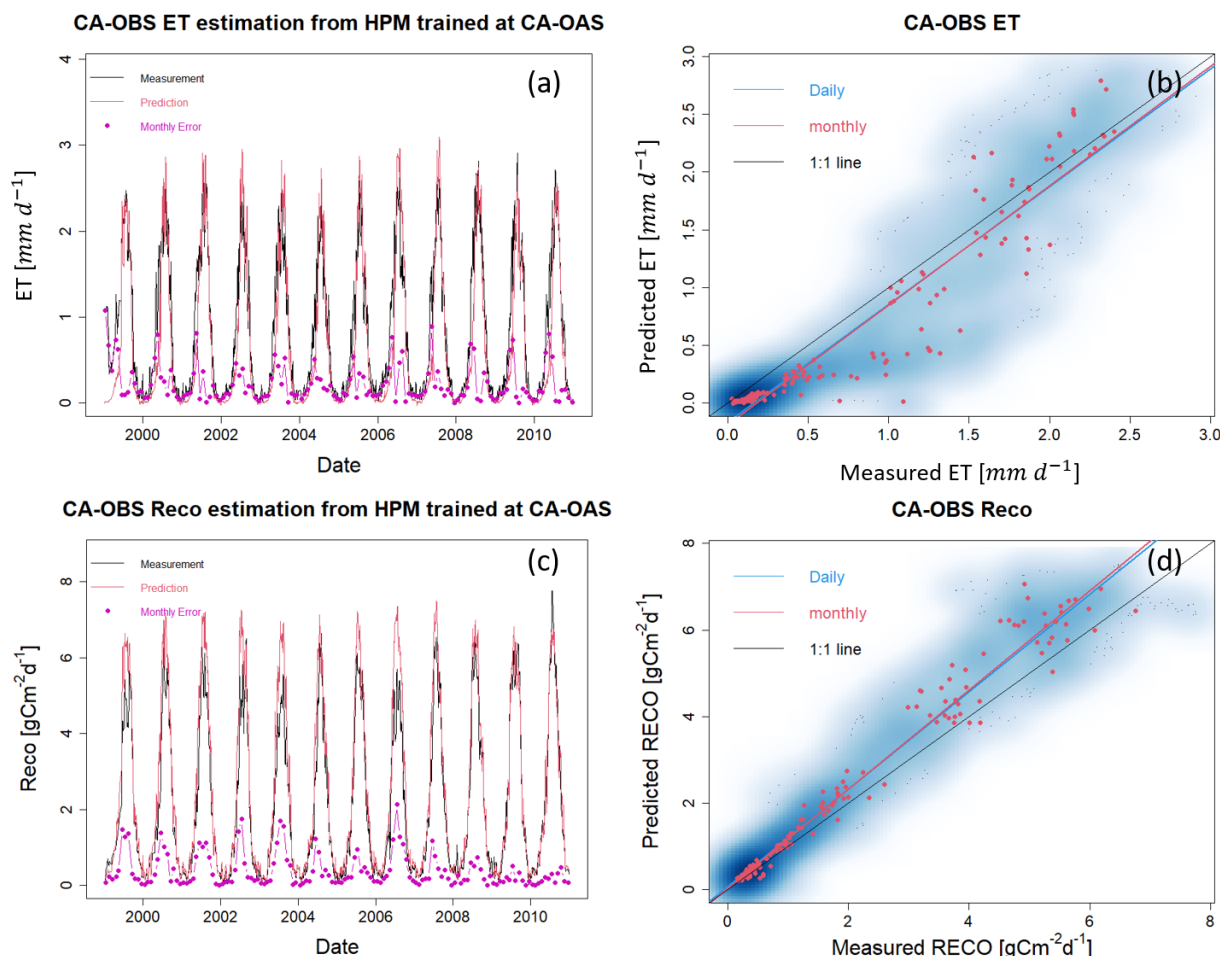 CA-OBS ET estimation from HPM trained at CA-OAS
(a)
Measurement
Prediction
Monthly Error
ET [mm d⁻¹]
4
3
2
1
0
2000 2002 2004 2006 2008 2010
Date
CA-OBS ET
(b)
Daily
monthly
1:1 line
Predicted ET [mm d⁻¹]
3.0
2.5
2.0
1.5
1.0
0.5
0.0
0.0 0.5 1.0 1.5 2.0 2.5 3.0
Measured ET [mm d⁻¹]
CA-OBS Reco estimation from HPM trained at CA-OAS
(c)
Measurement
Prediction
Monthly Error
Reco [gCm⁻²d⁻¹]
8
6
4
2
0
2000 2002 2004 2006 2008 2010
Date
CA-OBS Reco
(d)
Daily
monthly
1:1 line
Predicted RECO [gCm⁻²d⁻¹]
8
6
4
2
0
0 2 4 6 8
Measured RECO [gCm⁻²d⁻¹]